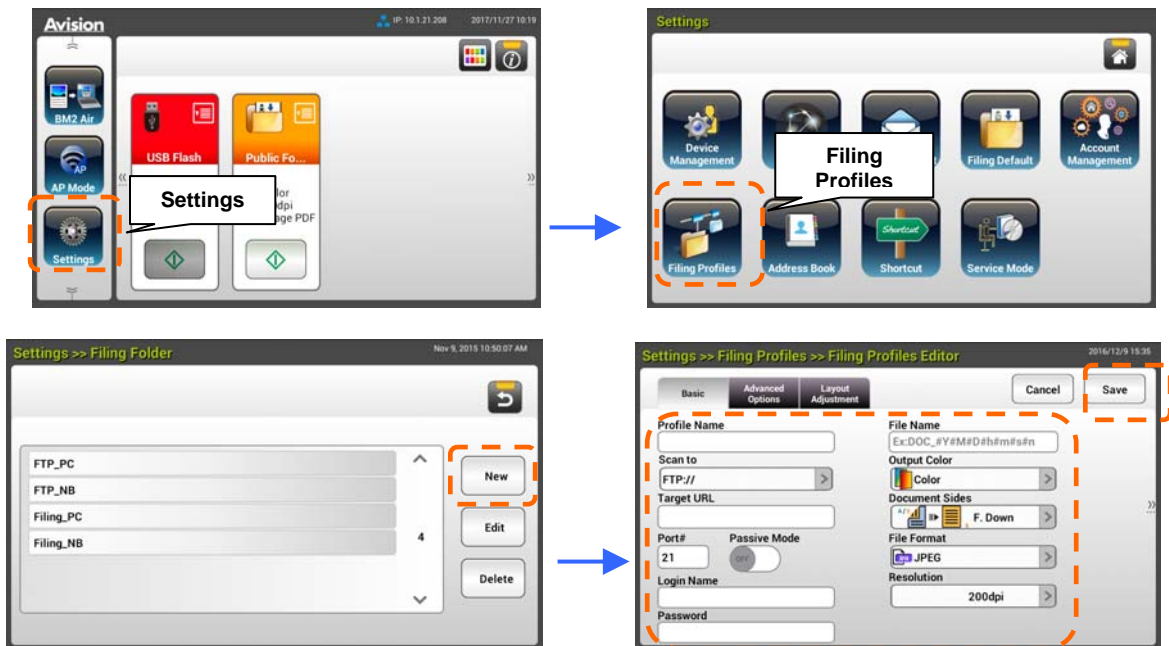 Avision
IP: 10.1.21.208
2017/11/27 10:19
BM2 Air
AP
AP Mode
Settings
USB Flash
Public Fo...
lor
dpi
age PDF
Settings
Settings
Device
Management
Filing Default
Account
Management
Filing
Profiles
Filing Profiles
Address Book
Shortcut
Shortcut
Service Mode
Settings >> Filing Folder
Nov 9, 2015 10:50:07 AM
FTP_PC
FTP_NB
Filing_PC
Filing_NB
4
New
Edit
Delete
Settings >> Filing Profiles >> Filing Profiles Editor
2016/12/9 15:35
Basic
Advanced
Options
Layout
Adjustment
Cancel
Save
Profile Name
Scan to
FTP://
Target URL
Port#
Passive Mode
21
OFF
Login Name
Password
File Name
Ex:DOC_#Y#M#D#h#m#s#n
Output Color
Color
Document Sides
F. Down
File Format
JPEG
Resolution
200dpi